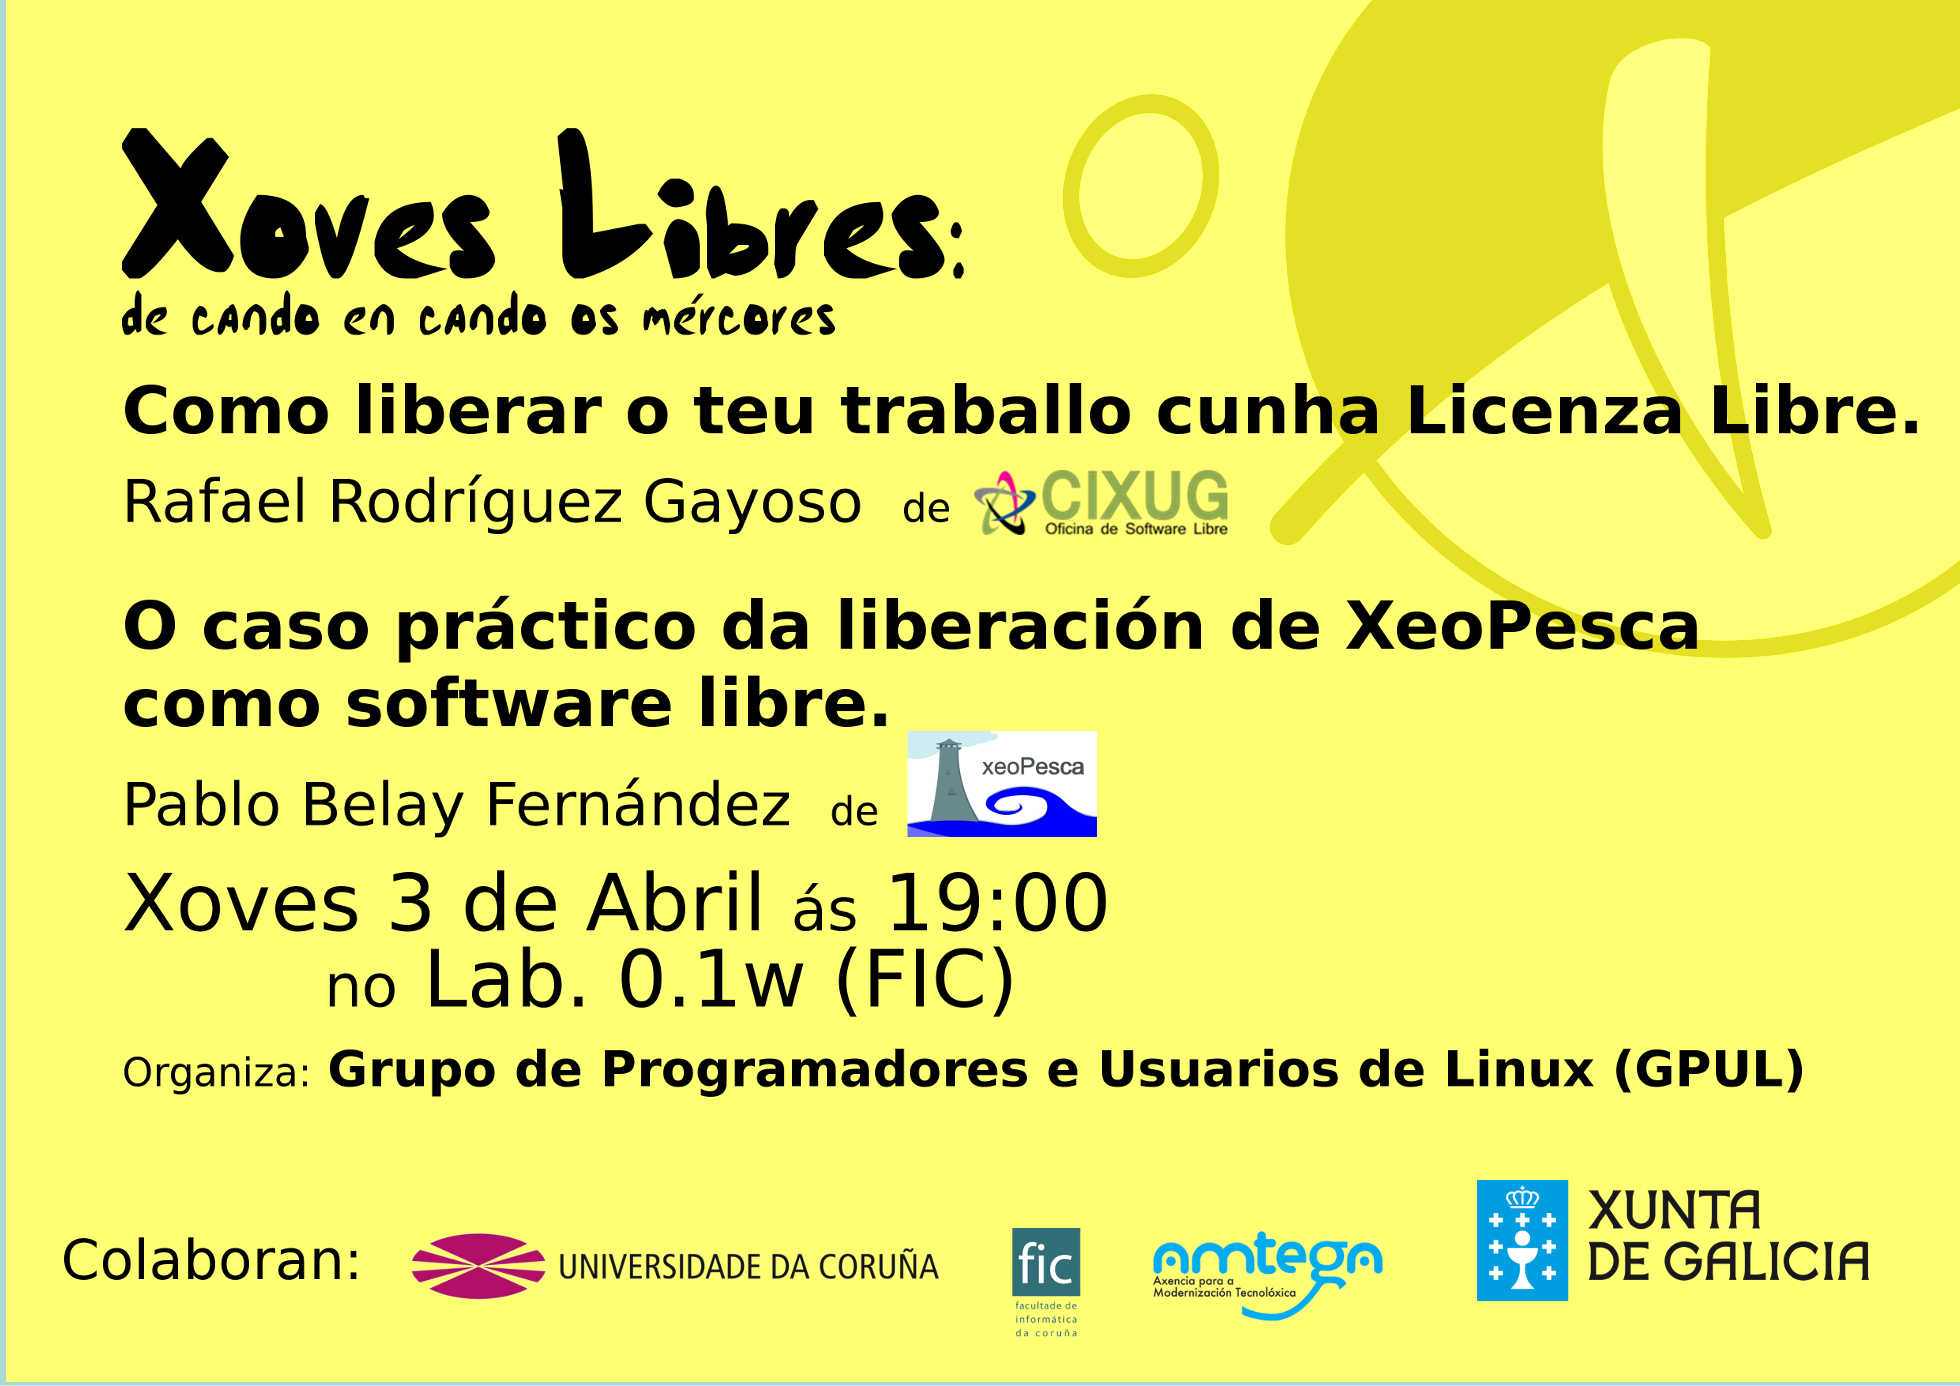 Xoves Libres:
de cando en cando os mércores
Como liberar o teu traballo cunha Licenza Libre.
Rafael Rodríguez Gayoso de CIXUG
Oficina de Software Libre
O caso práctico da liberación de XeoPesca
como software libre.
xeoPesca
Pablo Belay Fernández de
Xoves 3 de Abril ás 19:00
no Lab. 0.1w (FIC)
Organiza: Grupo de Programadores e Usuarios de Linux (GPUL)
Colaboran:
UNIVERSIDADE DA CORUÑA
fic
facultade de
informática
da coruña
amtega
Axencia para a
Modernización Tecnolóxica
XUNTA
DE GALICIA